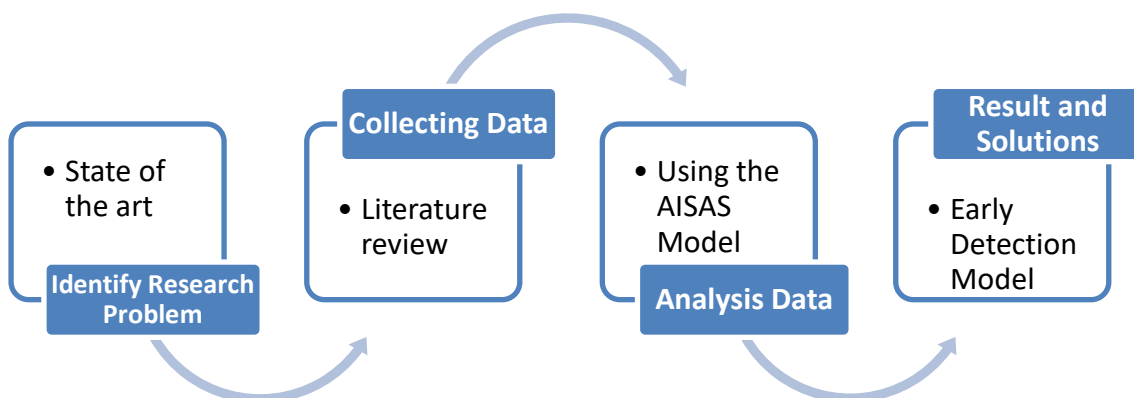 • State of
the art
Identify Research
Problem
Collecting Data
• Literature
review
• Using the
AISAS
Model
Analysis Data
Result and
Solutions
• Early
Detection
Model